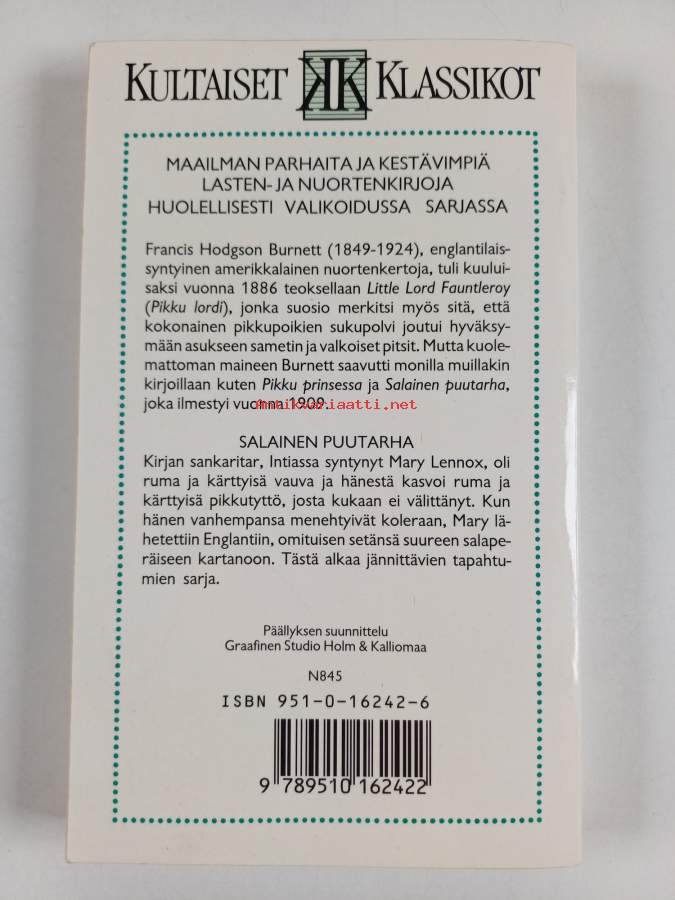 KULTAISET KK KLASSIKOT
MAAILMAN PARHAITA JA KESTÄVIMPIÄ
LASTEN- JA NUORTENKIRJOJA
HUOLELLISESTI VALIKOIDUSSA SARJASSA
Francis Hodgson Burnett (1849-1924), englantilais-
syntyinen amerikkalainen nuortenkertoja, tuli kuului-
saksi vuonna 1886 teoksellaan Little Lord Fauntleroy
(Pikku lordi), jonka suosio merkitsi myös sitä, että
kokonainen pikkupoikien sukupolvi joutui hyväksy-
mään asukseen sametin ja valkoiset pitsit. Mutta kuole-
mattoman maineen Burnett saavutti monilla muillakin
kirjoillaan kuten Pikku prinsessa ja Salainen puutarha,
joka ilmestyi vuonna 1909.
Antikvariaatti.net
SALAINEN PUUTARHA
Kirjan sankaritar, Intiassa syntynyt Mary Lennox, oli
ruma ja kärttyisä vauva ja hänestä kasvoi ruma ja
kärttyisä pikkutyttö, josta kukaan ei välittänyt. Kun
hänen vanhempansa menehtyivät koleraan, Mary lä-
hetettiin Englantiin, omituisen setänsä suureen salape-
räiseen kartanoon. Tästä alkaa jännittävien tapahtu-
mien sarja.
Päällyksen suunnittelu
Graafinen Studio Holm & Kalliomaa
N845
ISBN 951-0-16242-6
9 789510 162422